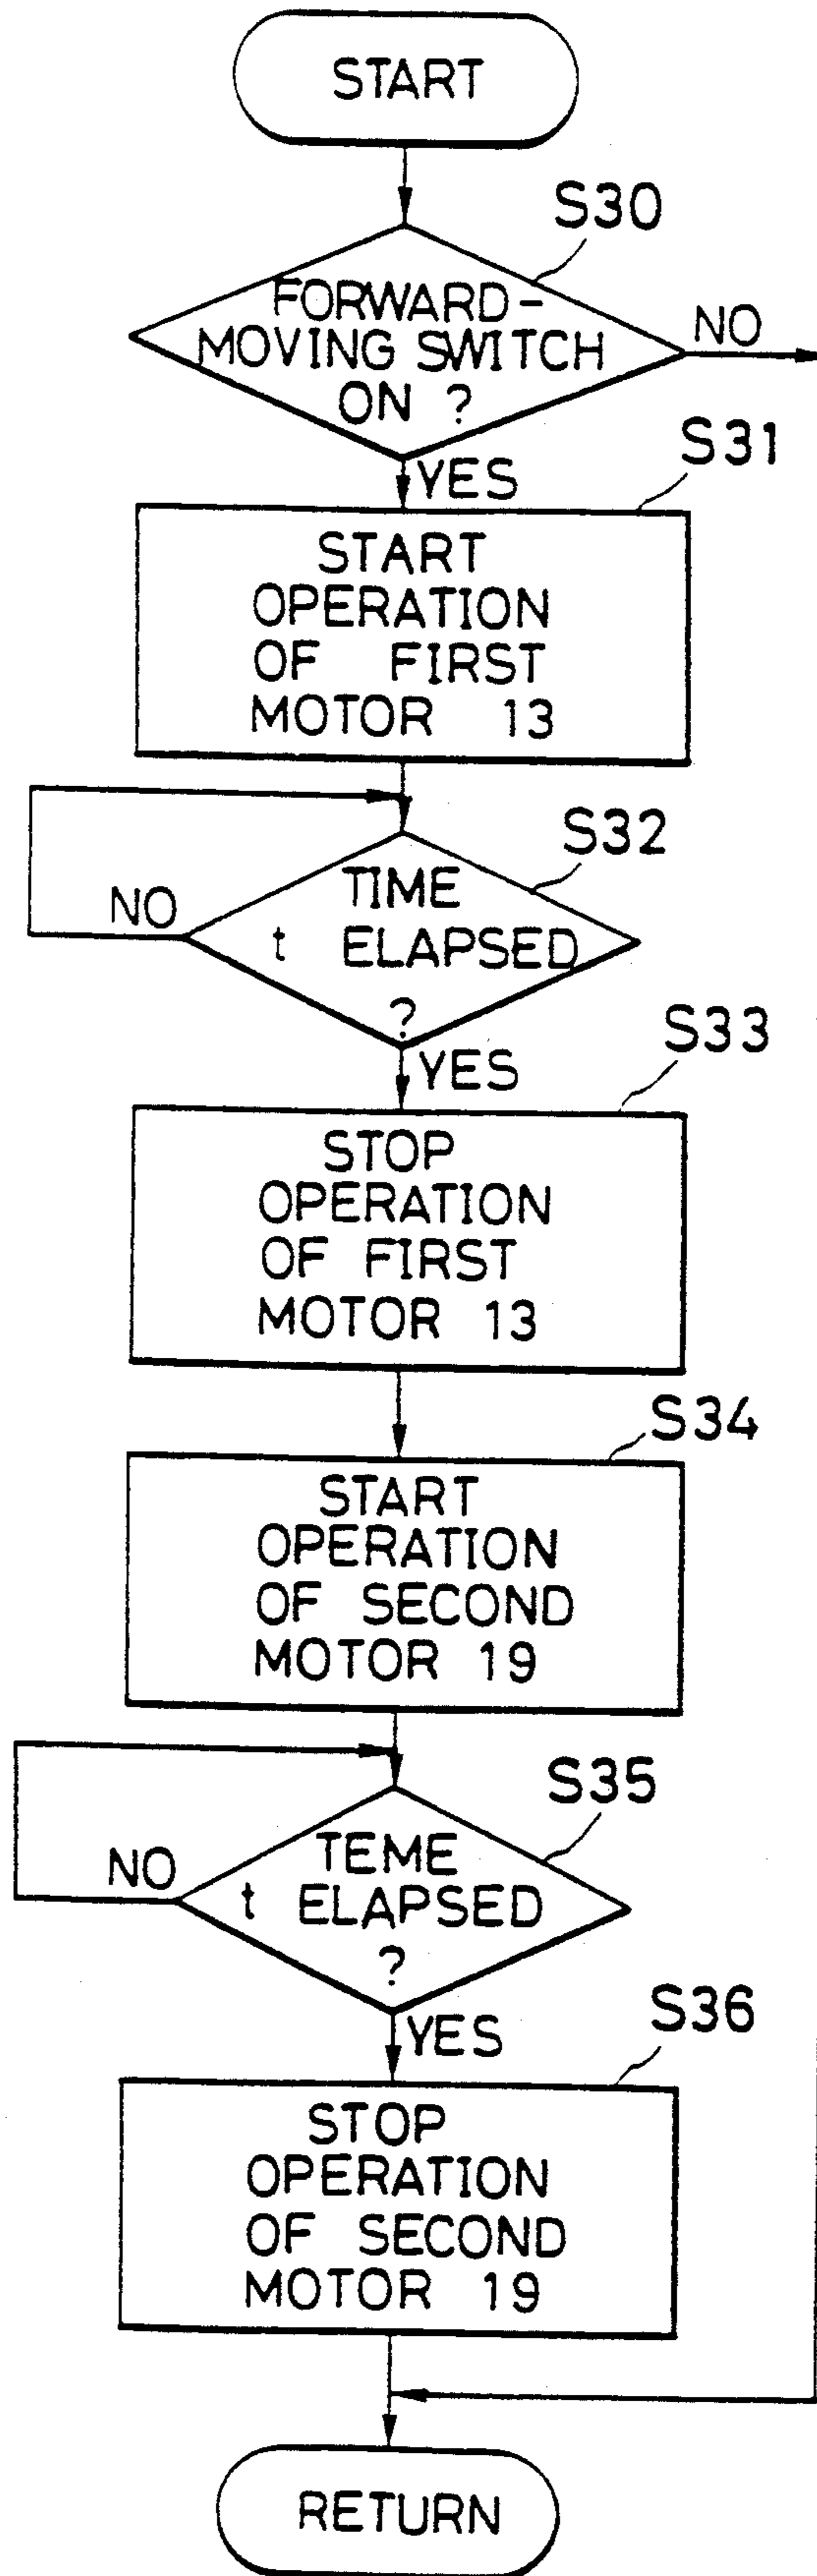 START
S30
FORWARD-
MOVING SWITCH
ON ?
NO
YES
S31
START
OPERATION
OF FIRST
MOTOR 13
S32
TIME
t ELAPSED
?
NO
YES
S33
STOP
OPERATION
OF FIRST
MOTOR 13
S34
START
OPERATION
OF SECOND
MOTOR 19
S35
TEME
t ELAPSED
?
NO
YES
S36
STOP
OPERATION
OF SECOND
MOTOR 19
RETURN